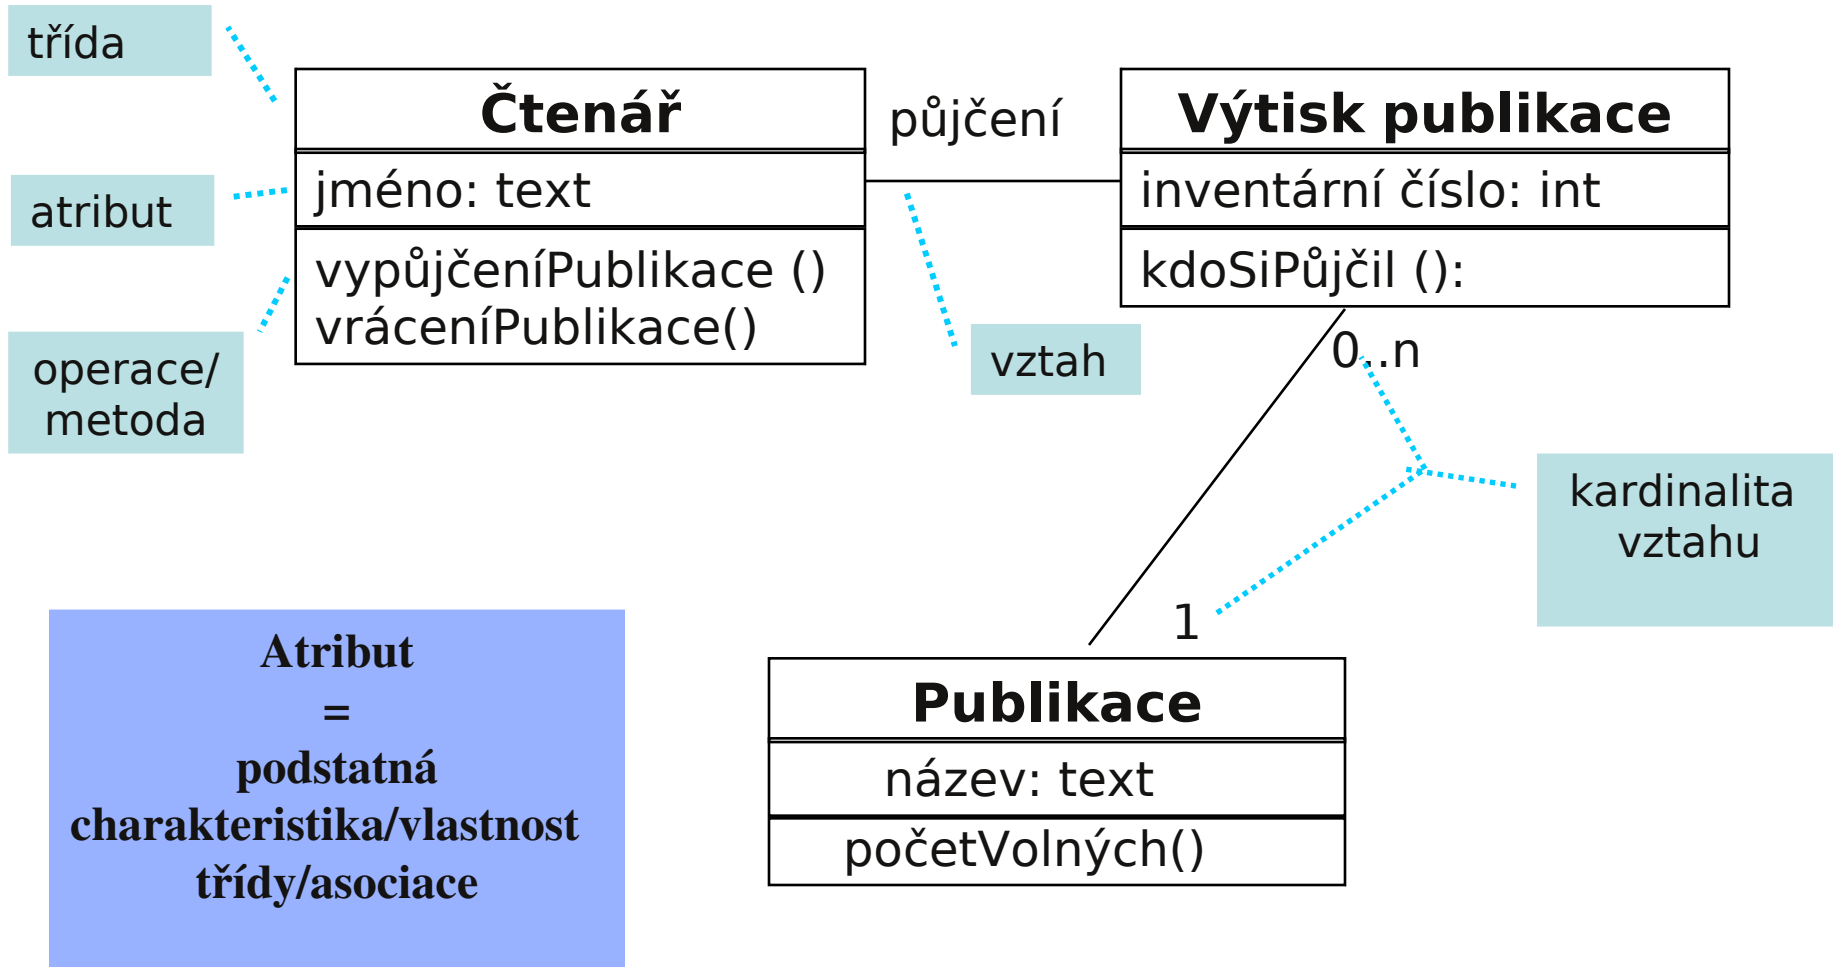 třída
Čtenář
půjčení
Výtisk publikace
jméno: text
inventární číslo: int
atribut
vypůjčeníPublikace ()
vráceníPublikace()
kdoSiPůjčil ():
operace/
metoda
vztah
0..n
kardinalita
vztahu
1
Atribut
=
podstatná
charakteristika/vlastnost
třídy/asociace
Publikace
název: text
početVolných()